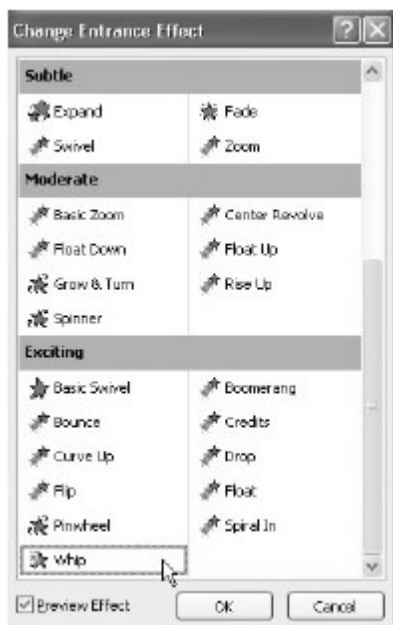 Change Entrance Effect
Subtle
Expand Fade
Swivel Zoom
Moderate
Basic Zoom Center Revolve
Float Down Float Up
Grow & Turn Rise Up
Spinner
Exciting
Basic Swivel Boomerang
Bounce Credits
Curve Up Drop
Flip Float
Pinwheel Spiral In
Whip
Preview Effect OK Cancel